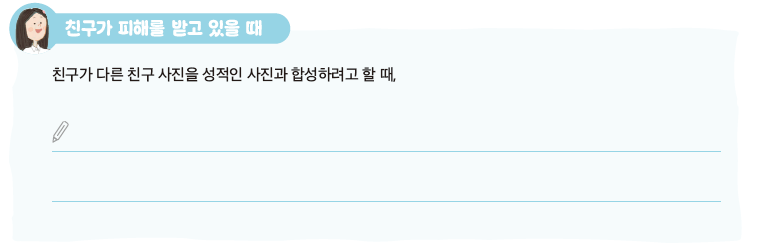 친구가 피해를 받고 있을 때
친구가 다른 친구 사진을 성적인 사진과 합성하려고 할 때,